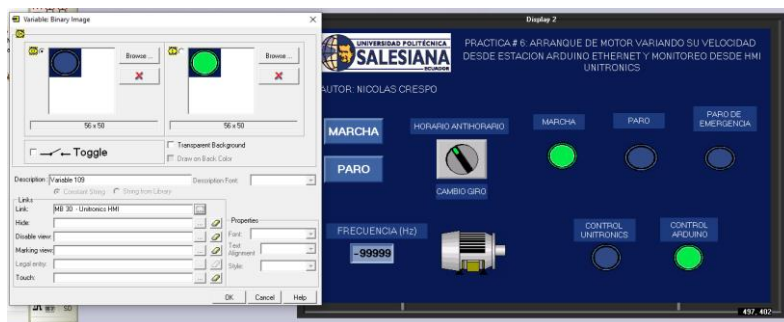 Variable: Binary Image
Browse ...
Browse ...
56 x 50
56 x 50
Toggle
Transparent Background
Draw on Back Color
Description: Variable 109
Description Font:
Constant String
String from Library
Links
Link: MB 30 - Unitronics HMI
Hide:
Disable view:
Marking view:
Legal entry:
Touch:
Properties
Font:
Text Alignment
Style:
OK
Cancel
Help
SD
Display 2
UNIVERSIDAD POLITÉCNICA
SALESIANA
ECUADOR
PRACTICA # 6: ARRANQUE DE MOTOR VARIANDO SU VELOCIDAD
DESDE ESTACION ARDUINO ETHERNET Y MONITOREO DESDE HMI
UNITRONICS
AUTOR: NICOLAS CRESPO
MARCHA
HORARIO ANTIHORARIO
MARCHA
PARO
PARO DE
EMERGENCIA
PARO
CAMBIO GIRO
FRECUENCIA (Hz)
-99999
CONTROL
UNITRONICS
CONTROL
ARDUINO
497, 402